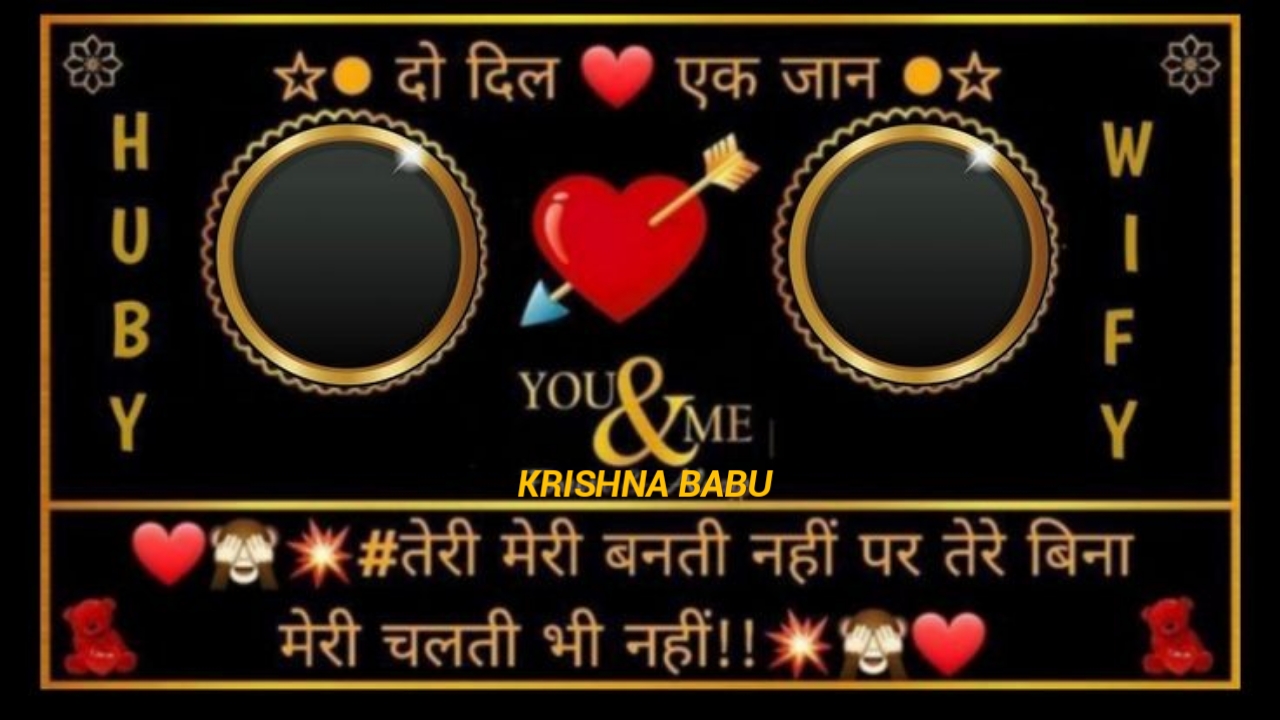 ☆● दो दिल ❤️ एक जान ●☆
HUBY
WIFY
YOU & ME
KRISHNA BABU
❤️🙈💥#तेरी मेरी बनती नहीं पर तेरे बिना
मेरी चलती भी नहीं!!💥🙈❤️